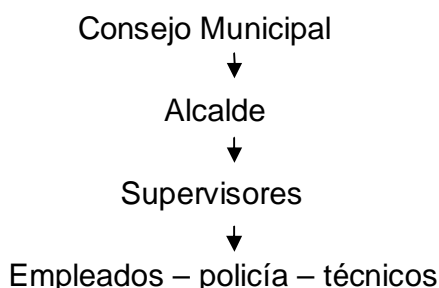 Consejo Municipal
Alcalde
Supervisores
Empleados – policía – técnicos